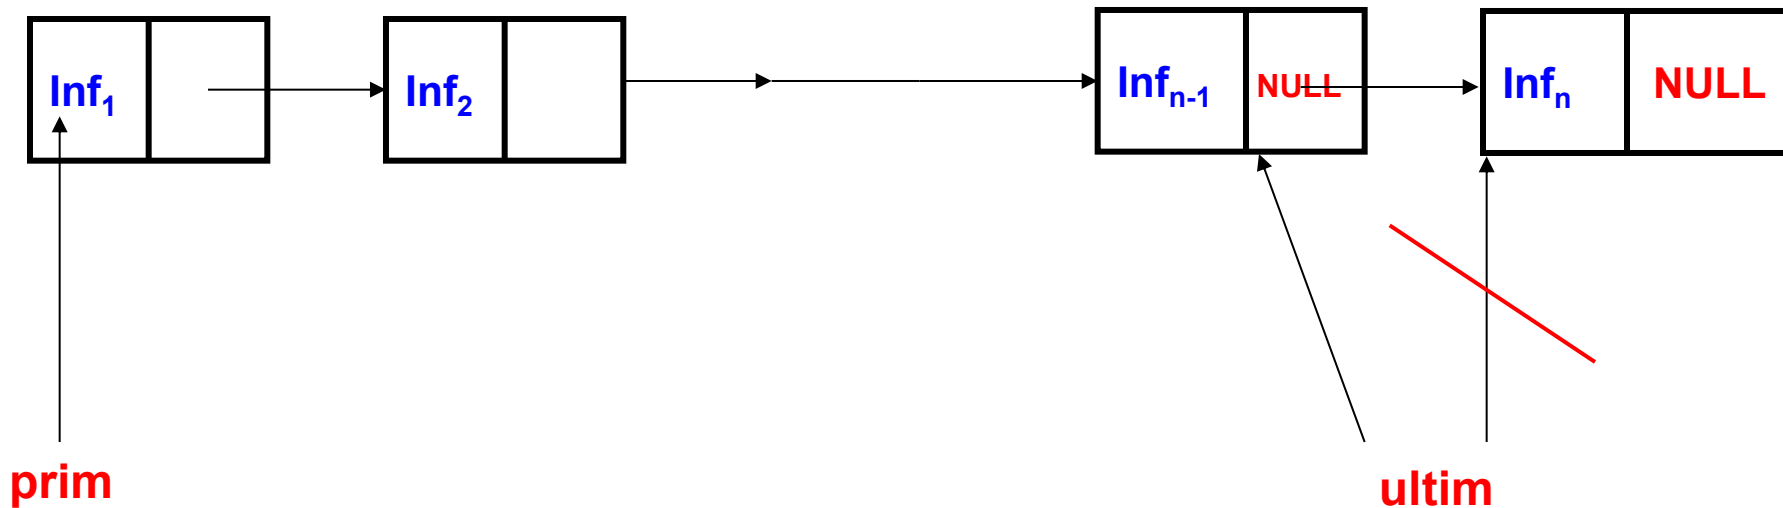 Inf₁ Inf₂ Infₙ₋₁ NULL Infₙ NULL
prim ultim